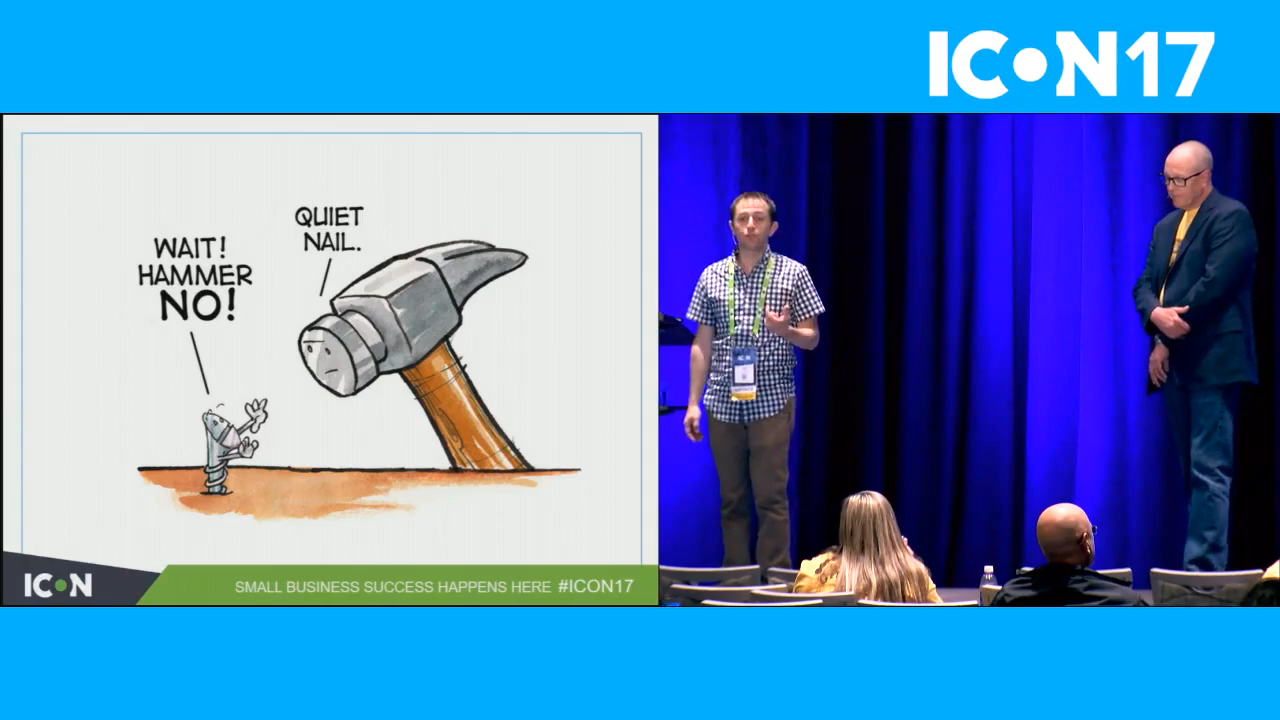 ICON17
WAIT!
HAMMER
NO!
QUIET
NAIL.
ICON
SMALL BUSINESS SUCCESS HAPPENS HERE #ICON17